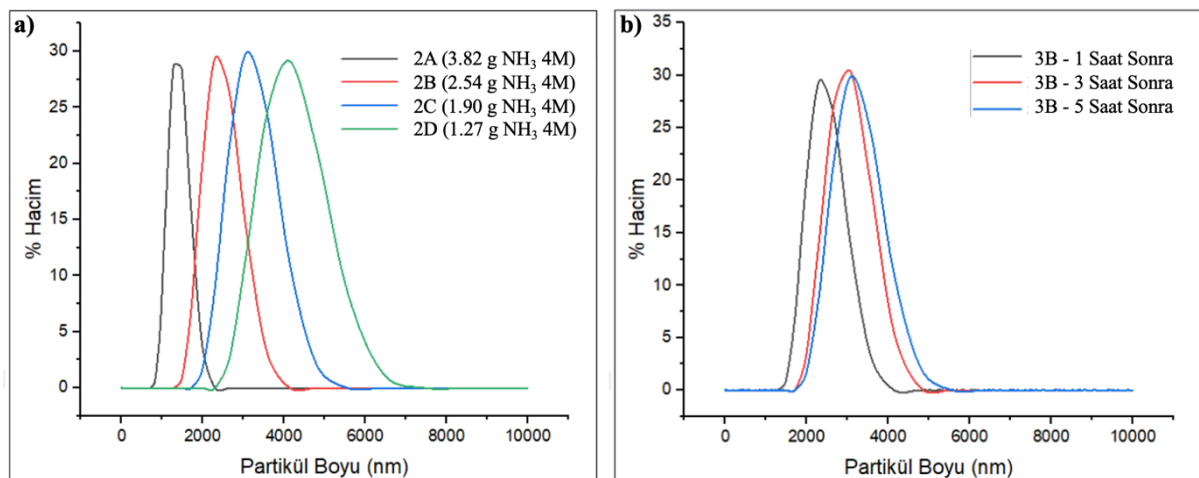 a)
2A (3.82 g NH₃ 4M)
2B (2.54 g NH₃ 4M)
2C (1.90 g NH₃ 4M)
2D (1.27 g NH₃ 4M)
% Hacim
30
25
20
15
10
5
0
0 2000 4000 6000 8000 10000
Partikül Boyu (nm)
b)
3B - 1 Saat Sonra
3B - 3 Saat Sonra
3B - 5 Saat Sonra
% Hacim
35
30
25
20
15
10
5
0
0 2000 4000 6000 8000 10000
Partikül Boyu (nm)